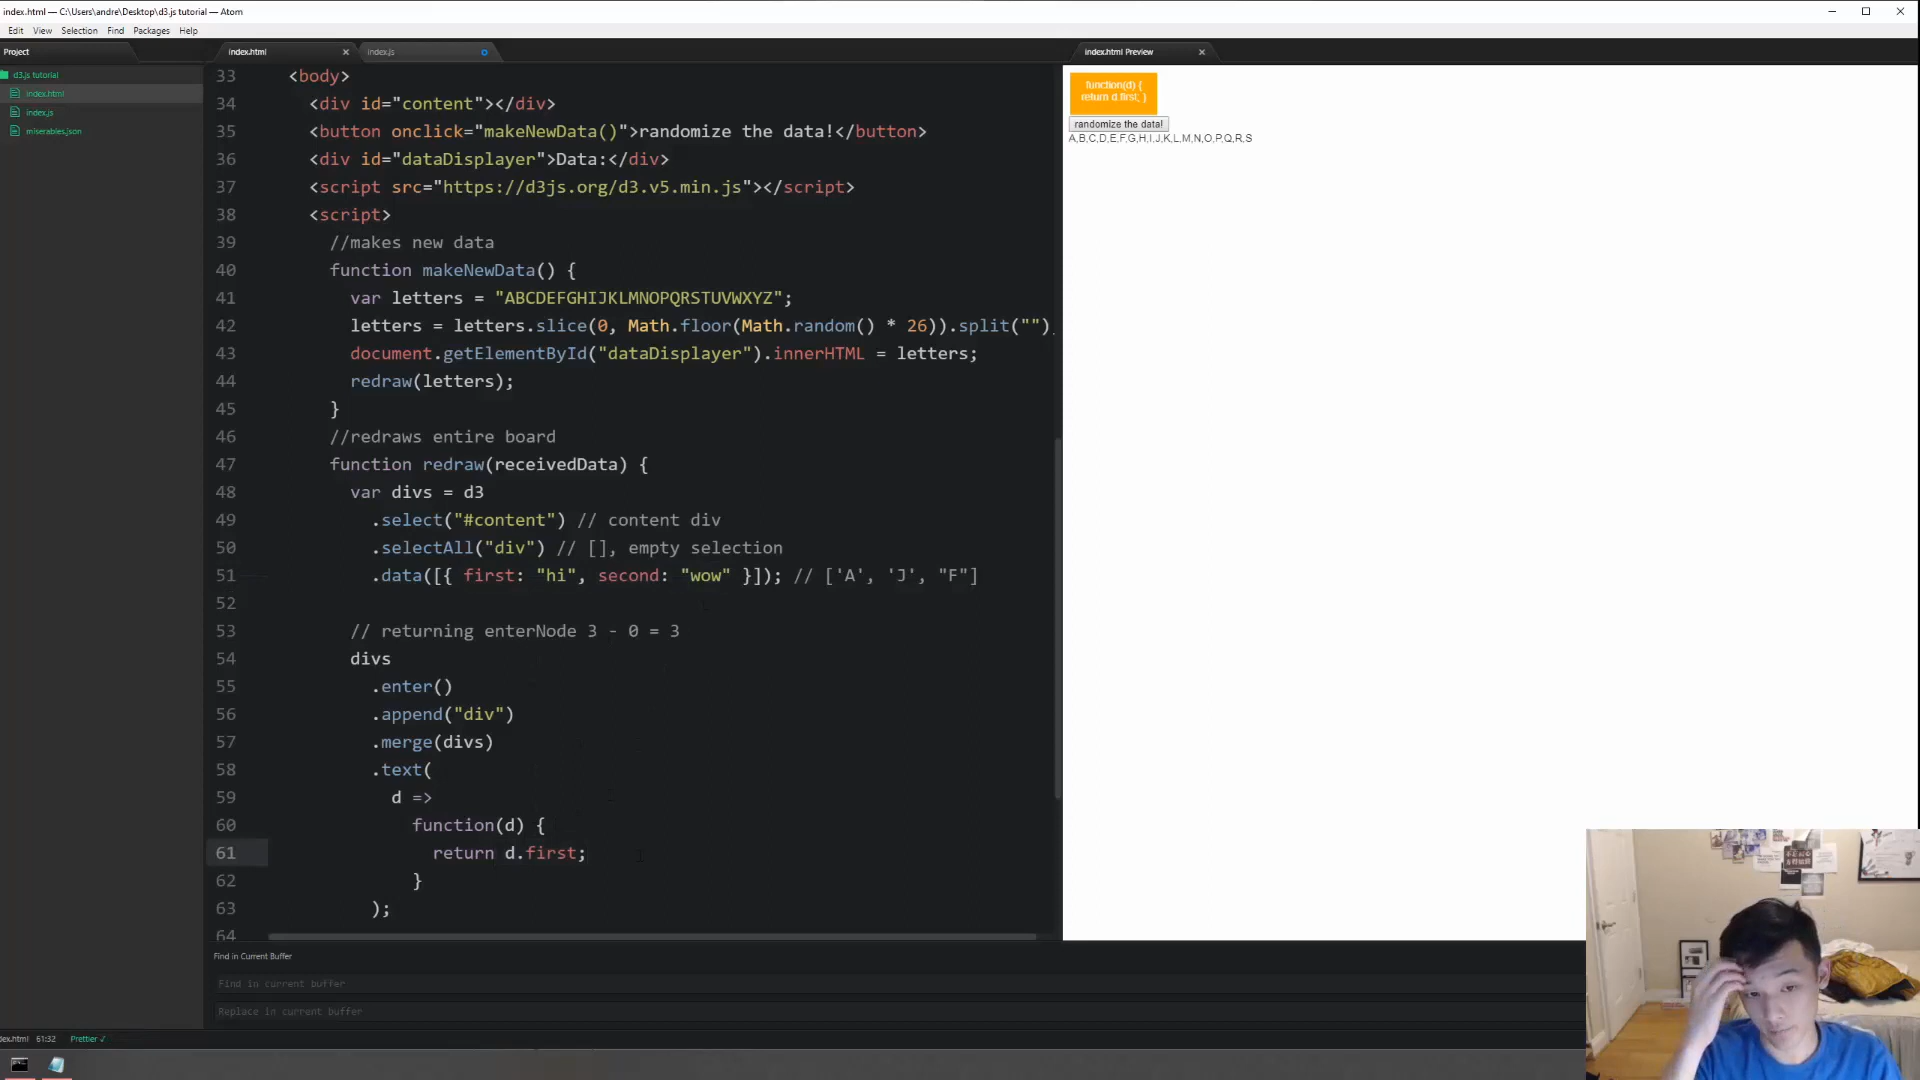 index.html — C:\Users\andre\Desktop\d3.js tutorial — Atom
Edit View Selection Find Packages Help
Project
index.html
index.js
index.html Preview
d3.js tutorial
index.html
index.js
miserables.json
33 <body>
34 <div id="content"></div>
35 <button onclick="makeNewData()">randomize the data!</button>
36 <div id="dataDisplayer">Data:</div>
37 <script src="https://d3js.org/d3.v5.min.js"></script>
38 <script>
39 //makes new data
40 function makeNewData() {
41 var letters = "ABCDEFGHIJKLMNOPQRSTUVWXYZ";
42 letters = letters.slice(0, Math.floor(Math.random() * 26)).split("")
43 document.getElementById("dataDisplayer").innerHTML = letters;
44 redraw(letters);
45 }
46 //redraws entire board
47 function redraw(receivedData) {
48 var divs = d3
49 .select("#content") // content div
50 .selectAll("div") // [], empty selection
51 .data([{ first: "hi", second: "wow" }]); // ['A', 'J', "F"]
52
53 // returning enterNode 3 - 0 = 3
54 divs
55 .enter()
56 .append("div")
57 .merge(divs)
58 .text(
59 d =>
60 function(d) {
61 return d.first;
62 }
63 );
64
function(d) {
return d.first; }
randomize the data!
A,B,C,D,E,F,G,H,I,J,K,L,M,N,O,P,Q,R,S
Find in Current Buffer
Find in current buffer
Replace in current buffer
dex.html 61:32 Prettier ✓